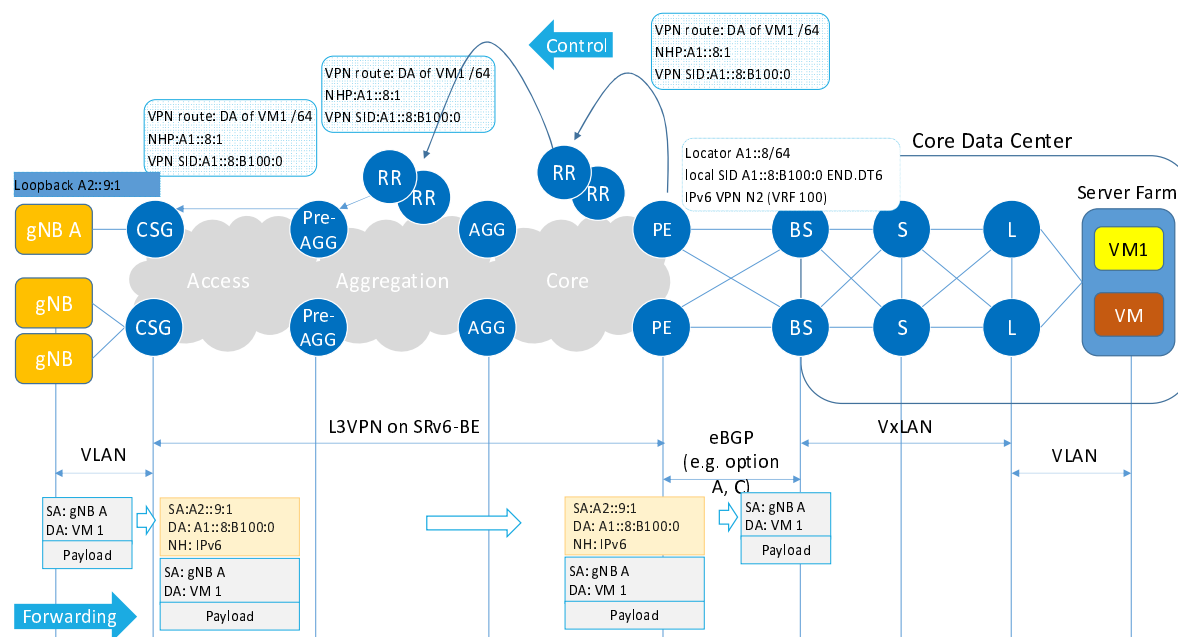 VPN route: DA of VM1 /64
NHP:A1::8:1
VPN SID:A1::8:B100:0
Control
VPN route: DA of VM1 /64
NHP:A1::8:1
VPN SID:A1::8:B100:0
VPN route: DA of VM1 /64
NHP:A1::8:1
VPN SID:A1::8:B100:0
Locator A1::8/64
local SID A1::8:B100:0 END.DT6
IPv6 VPN N2 (VRF 100)
Core Data Center
Loopback A2::9:1
RR
RR
RR
RR
Server Farm
gNB A
CSG
Pre-
AGG
AGG
PE
BS
S
L
VM1
Access
Aggregation
Core
gNB
gNB
CSG
Pre-
AGG
AGG
PE
BS
S
L
VM
L3VPN on SRv6-BE
VLAN
eBGP
(e.g. option
A, C)
VxLAN
VLAN
SA: gNB A
DA: VM 1
Payload
SA:A2::9:1
DA: A1::8:B100:0
NH: IPv6
SA: gNB A
DA: VM 1
Payload
SA:A2::9:1
DA: A1::8:B100:0
NH: IPv6
SA: gNB A
DA: VM 1
Payload
SA: gNB A
DA: VM 1
Payload
Forwarding